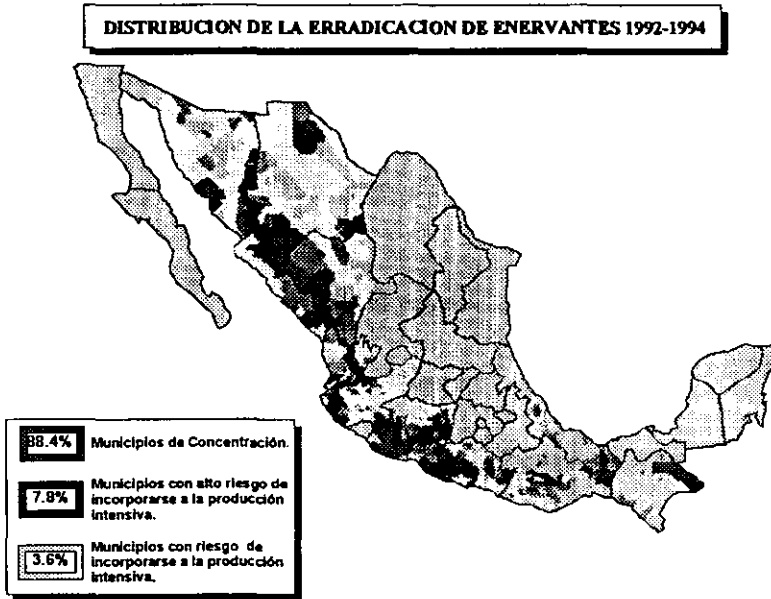 DISTRIBUCION DE LA ERRADICACION DE ENERVANTES 1992-1994
88.4% Municipios de Concentración.
7.8% Municipios con alto riesgo de
incorporarse a la producción
intensiva.
3.6% Municipios con riesgo de
incorporarse a la producción
intensiva.